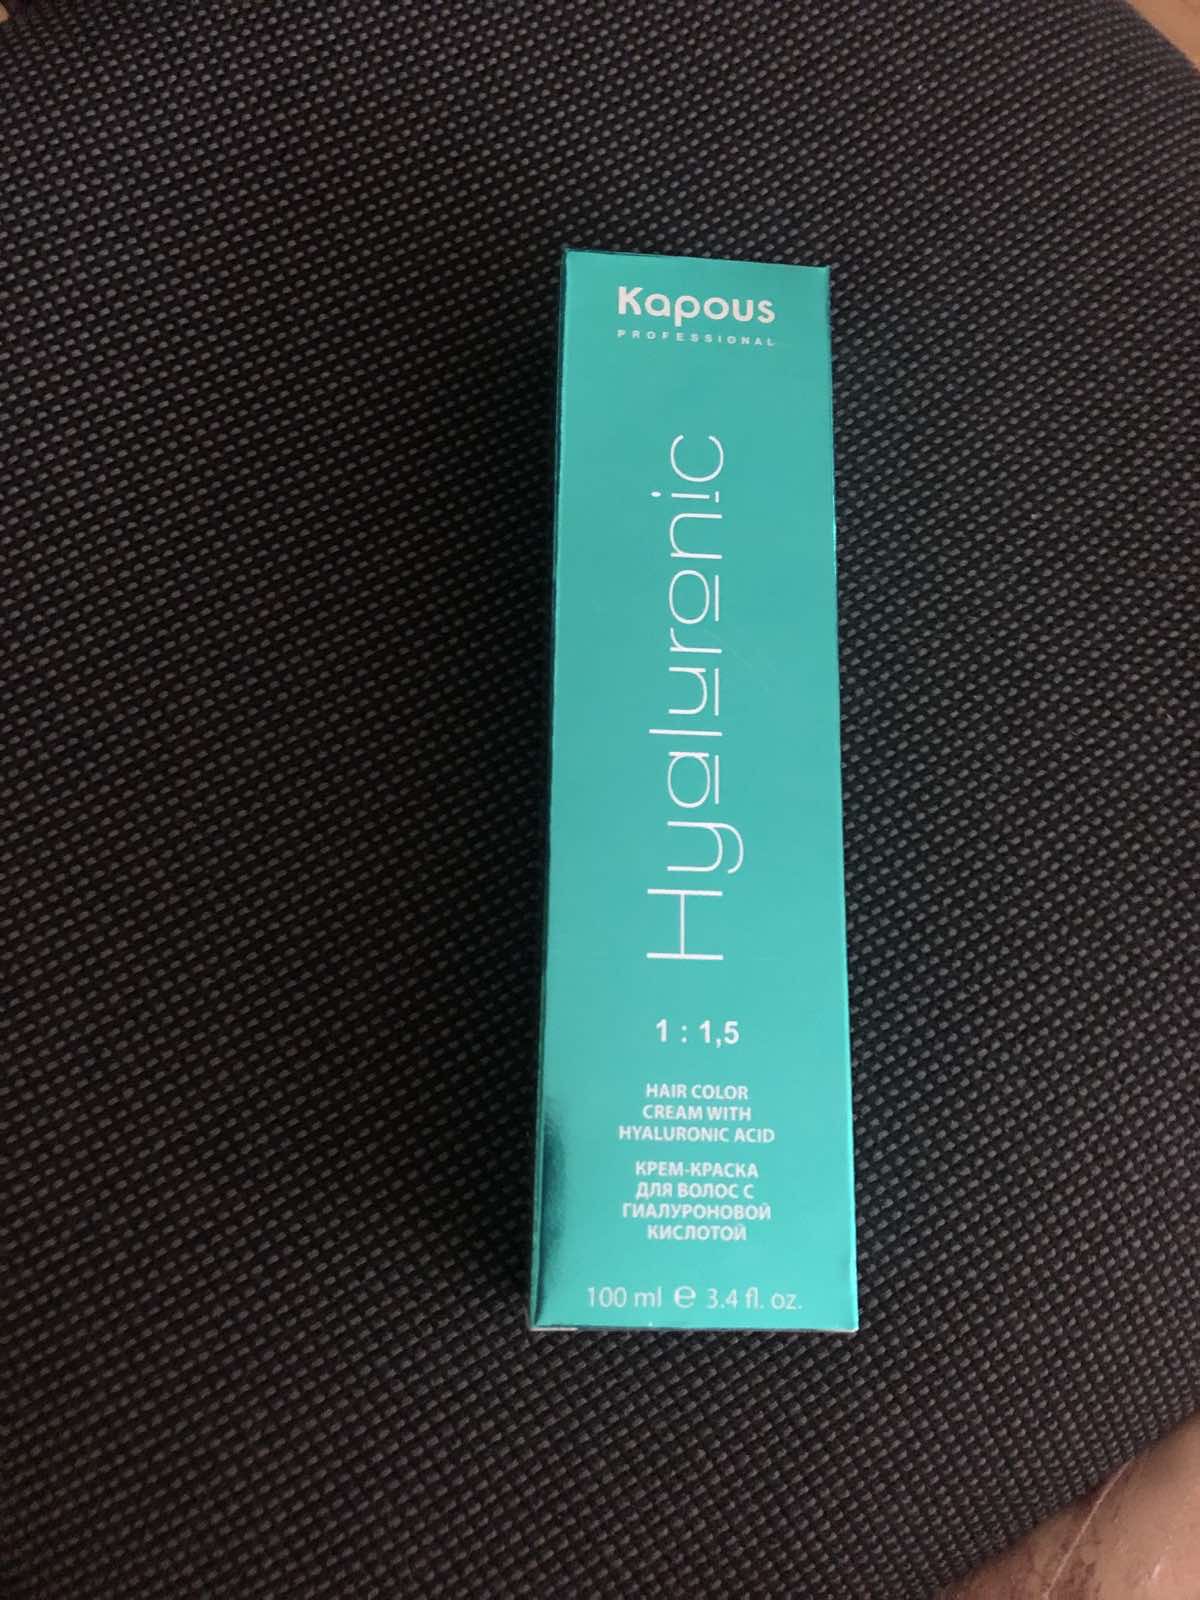 Kapous
PROFESSIONAL
Hyaluronic
1 : 1,5
HAIR COLOR
CREAM WITH
HYALURONIC ACID
КРЕМ-КРАСКА
ДЛЯ ВОЛОС С
ГИАЛУРОНОВОЙ
КИСЛОТОЙ
100 ml ℮ 3.4 fl. oz.